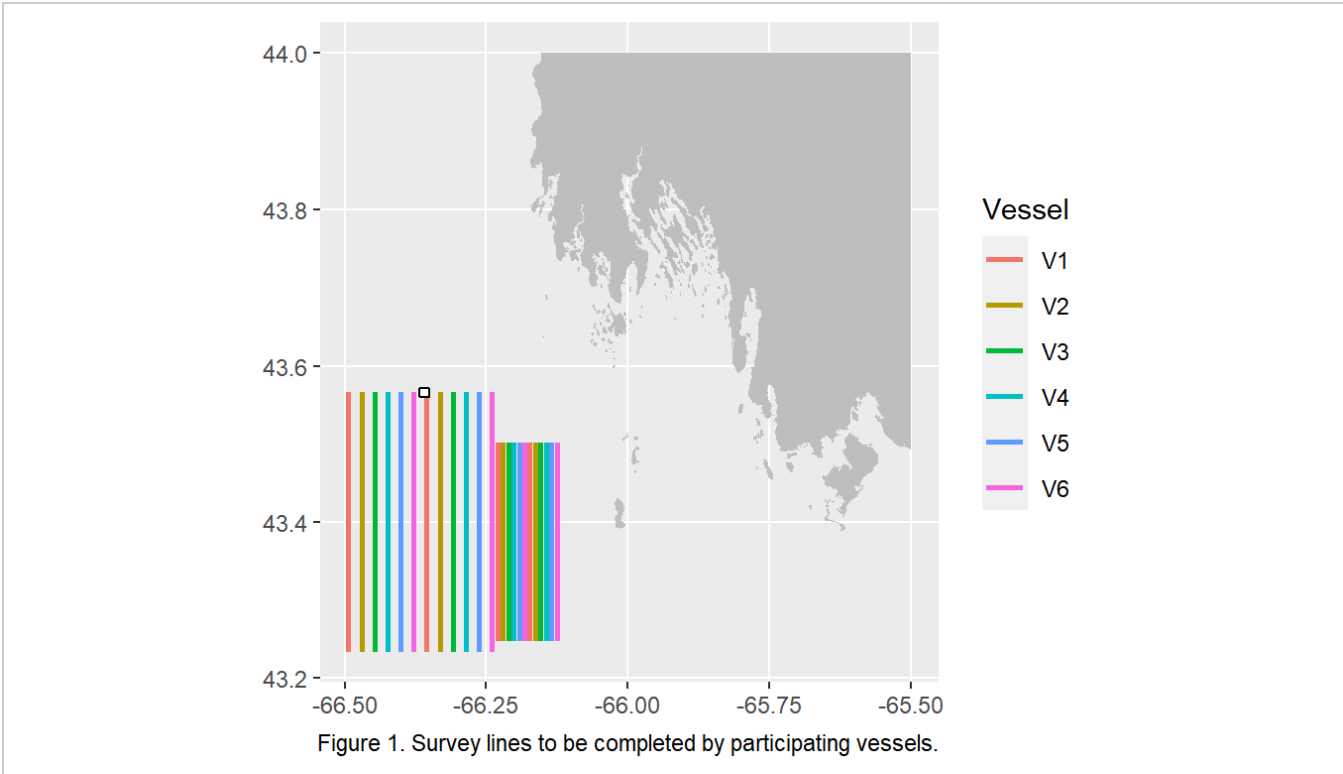 44.0
43.8
43.6
43.4
43.2
-66.50 -66.25 -66.00 -65.75 -65.50
Vessel
V1
V2
V3
V4
V5
V6
Figure 1. Survey lines to be completed by participating vessels.